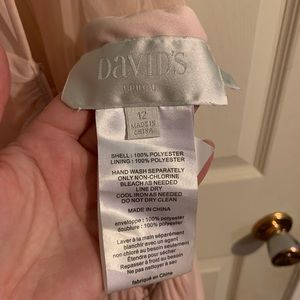 DAVID'S
BRIDAL
12
MADE IN
CHINA
SHELL : 100% POLYESTER
LINING : 100% POLYESTER
HAND WASH SEPARATELY
ONLY NON-CHLORINE
BLEACH AS NEEDED
LINE DRY
COOL IRON AS NEEDED
DO NOT DRY CLEAN
MADE IN CHINA
enveloppe : 100% polyester
doublure : 100% polyester
Laver à la main séparément
blanchir avec un agent
non chloré au besoin
Étendre pour sécher
Repasser à froid au besoin
Ne pas nettoyer à sec
fabriqué en Chine